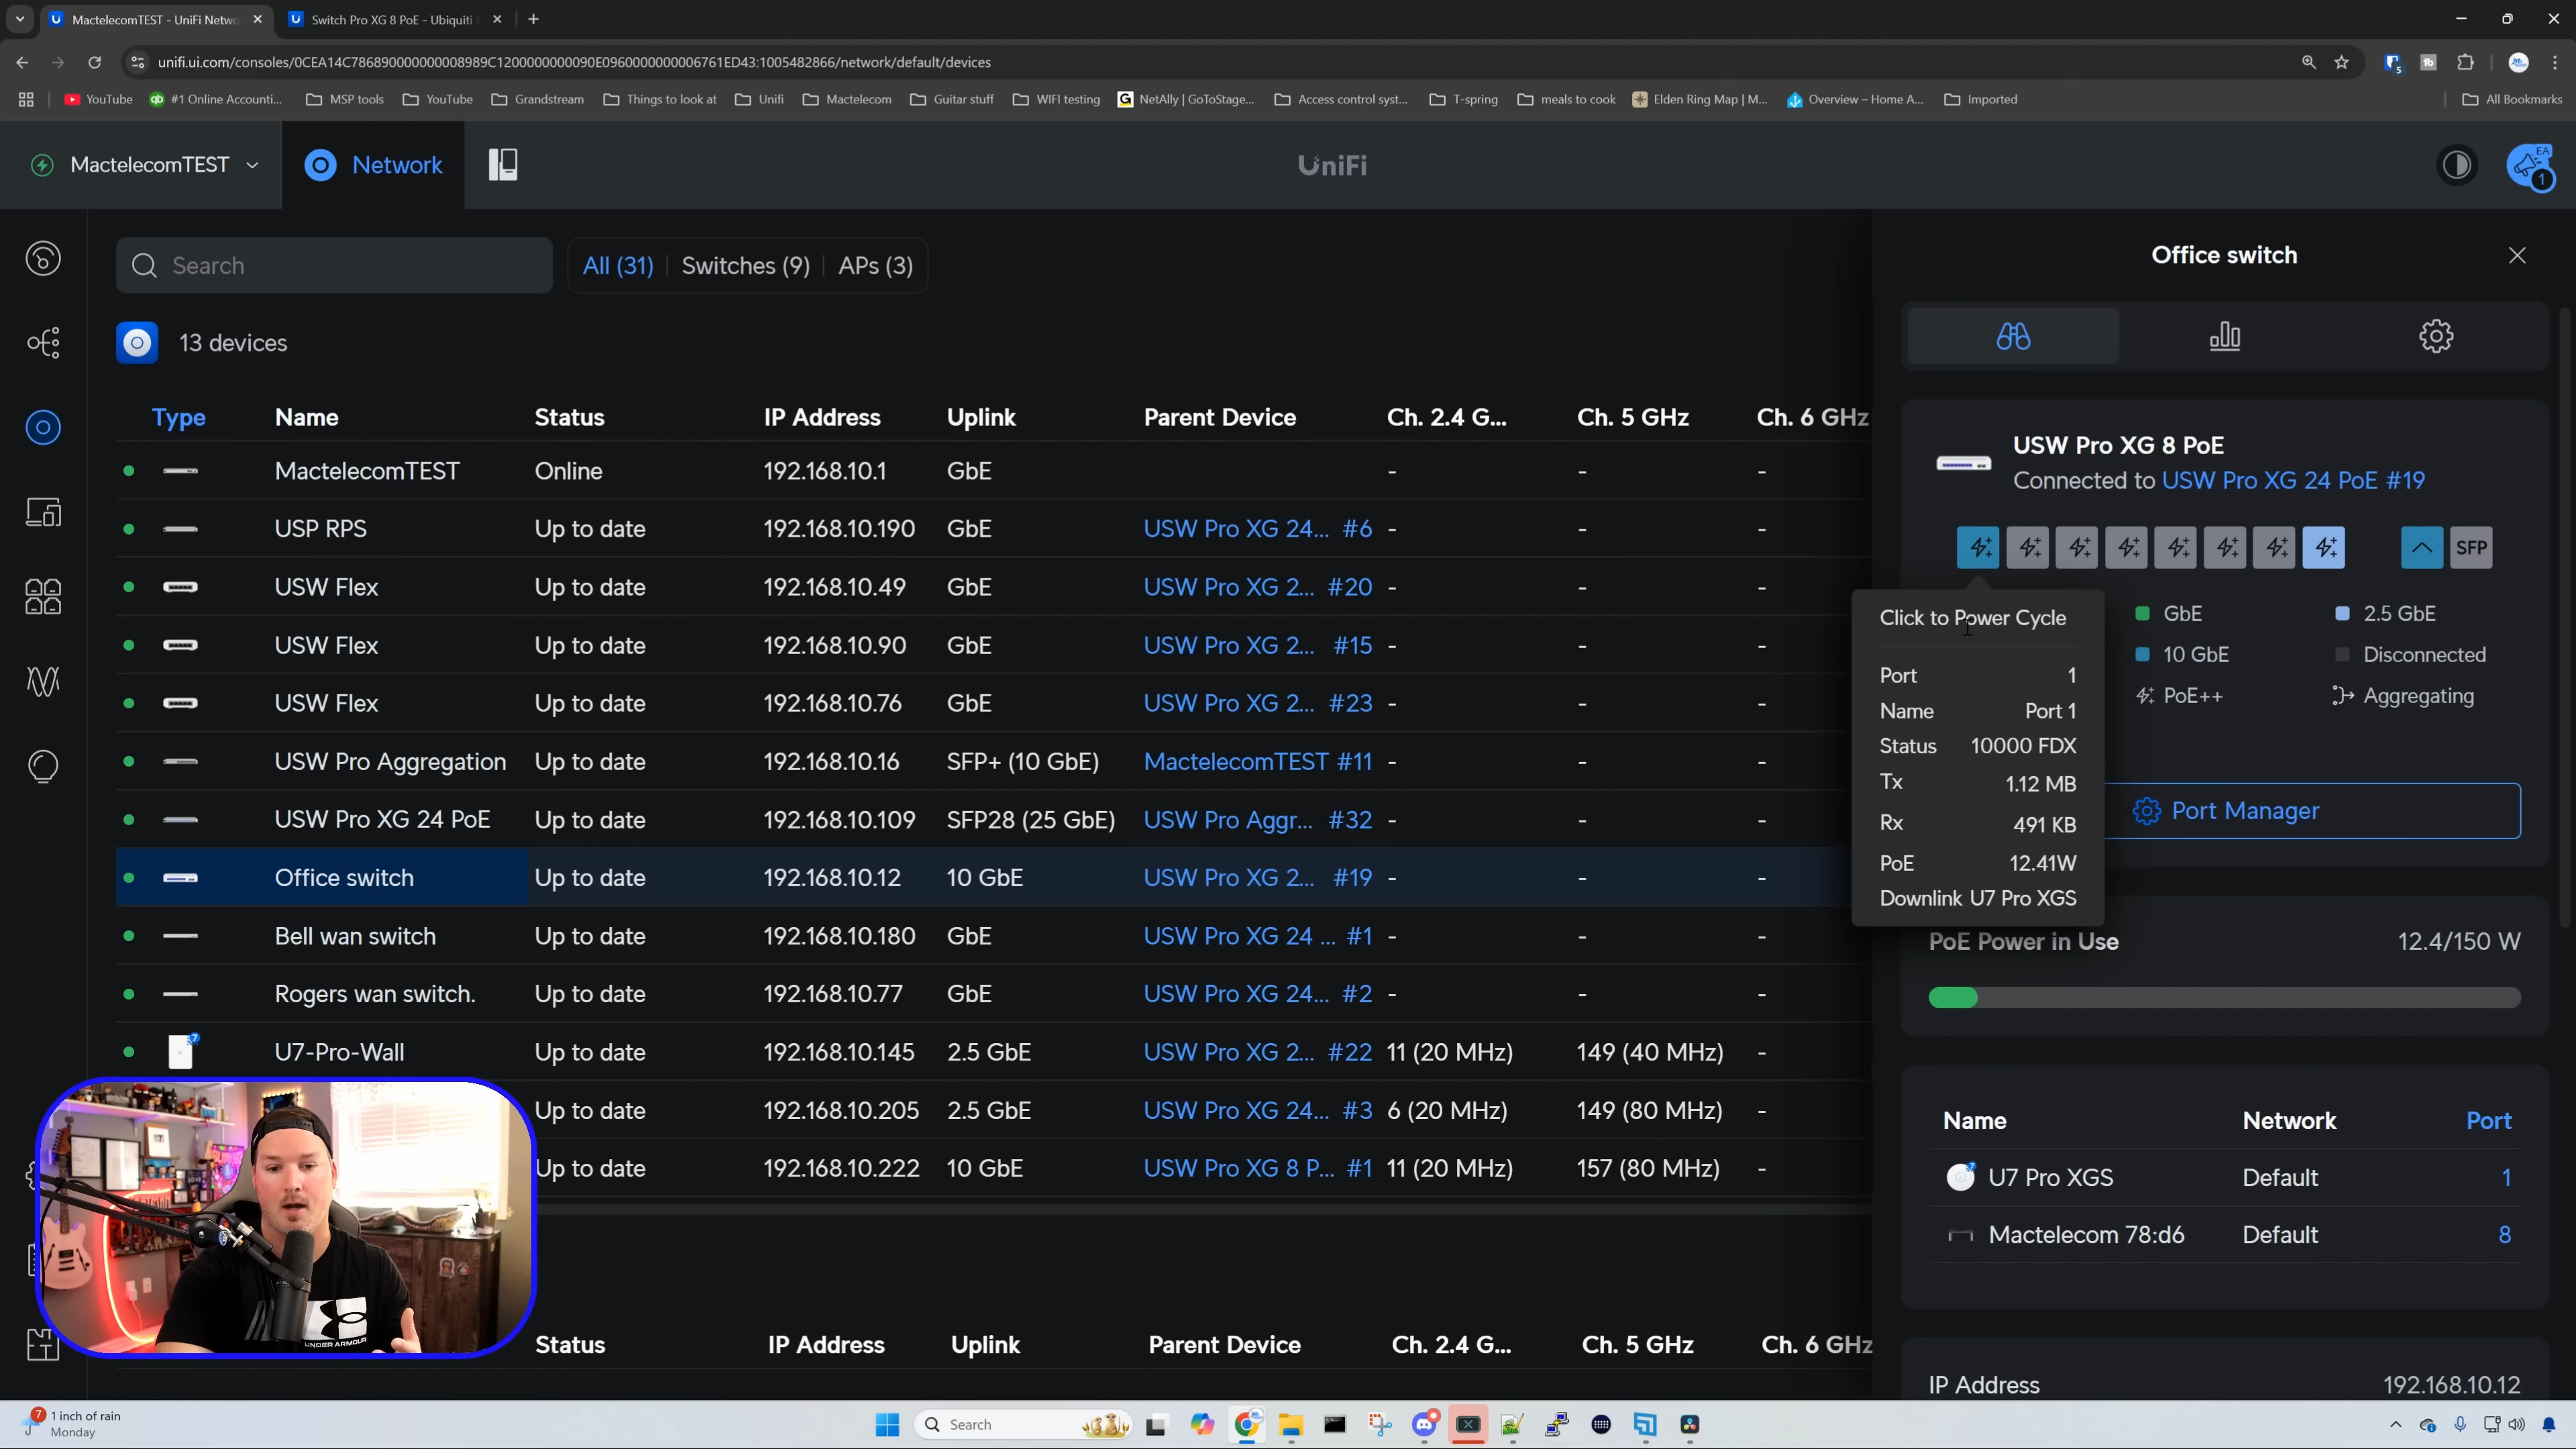 MactelecomTEST - UniFi Netwo
Switch Pro XG 8 PoE - Ubiquiti
unifi.ui.com/consoles/0CEA14C786890000000008989C1200000000090E0960000000006761ED43:1005482866/network/default/devices
YouTube #1 Online Accounti... MSP tools YouTube Grandstream Things to look at Unifi Mactelecom Guitar stuff WIFI testing NetAlly | GoToStage... Access control syst... T-spring meals to cook Elden Ring Map | M... Overview – Home A... Imported All Bookmarks
MactelecomTEST Network UniFi EA 1
Search All (31) Switches (9) APs (3)
13 devices
Type Name Status IP Address Uplink Parent Device Ch. 2.4 G... Ch. 5 GHz Ch. 6 GHz
MactelecomTEST Online 192.168.10.1 GbE - - -
USP RPS Up to date 192.168.10.190 GbE USW Pro XG 24... #6 - - -
USW Flex Up to date 192.168.10.49 GbE USW Pro XG 2... #20 - - -
USW Flex Up to date 192.168.10.90 GbE USW Pro XG 2... #15 - - -
USW Flex Up to date 192.168.10.76 GbE USW Pro XG 2... #23 - - -
USW Pro Aggregation Up to date 192.168.10.16 SFP+ (10 GbE) MactelecomTEST #11 - - -
USW Pro XG 24 PoE Up to date 192.168.10.109 SFP28 (25 GbE) USW Pro Aggr... #32 - - -
Office switch Up to date 192.168.10.12 10 GbE USW Pro XG 2... #19 - - -
Bell wan switch Up to date 192.168.10.180 GbE USW Pro XG 24 ... #1 - - -
Rogers wan switch. Up to date 192.168.10.77 GbE USW Pro XG 24... #2 - - -
U7-Pro-Wall Up to date 192.168.10.145 2.5 GbE USW Pro XG 2... #22 11 (20 MHz) 149 (40 MHz) -
Up to date 192.168.10.205 2.5 GbE USW Pro XG 24... #3 6 (20 MHz) 149 (80 MHz) -
Up to date 192.168.10.222 10 GbE USW Pro XG 8 P... #1 11 (20 MHz) 157 (80 MHz) -
Status IP Address Uplink Parent Device Ch. 2.4 G... Ch. 5 GHz Ch. 6 GHz
UNDER ARMOUR
Office switch
USW Pro XG 8 PoE
Connected to USW Pro XG 24 PoE #19
SFP
GbE 2.5 GbE
10 GbE Disconnected
PoE++ Aggregating
Click to Power Cycle
Port 1
Name Port 1
Status 10000 FDX
Tx 1.12 MB
Rx 491 KB
PoE 12.41W
Downlink U7 Pro XGS
Port Manager
PoE Power in Use 12.4/150 W
Name Network Port
U7 Pro XGS Default 1
Mactelecom 78:d6 Default 8
IP Address 192.168.10.12
7 1 inch of rain
Monday
Search